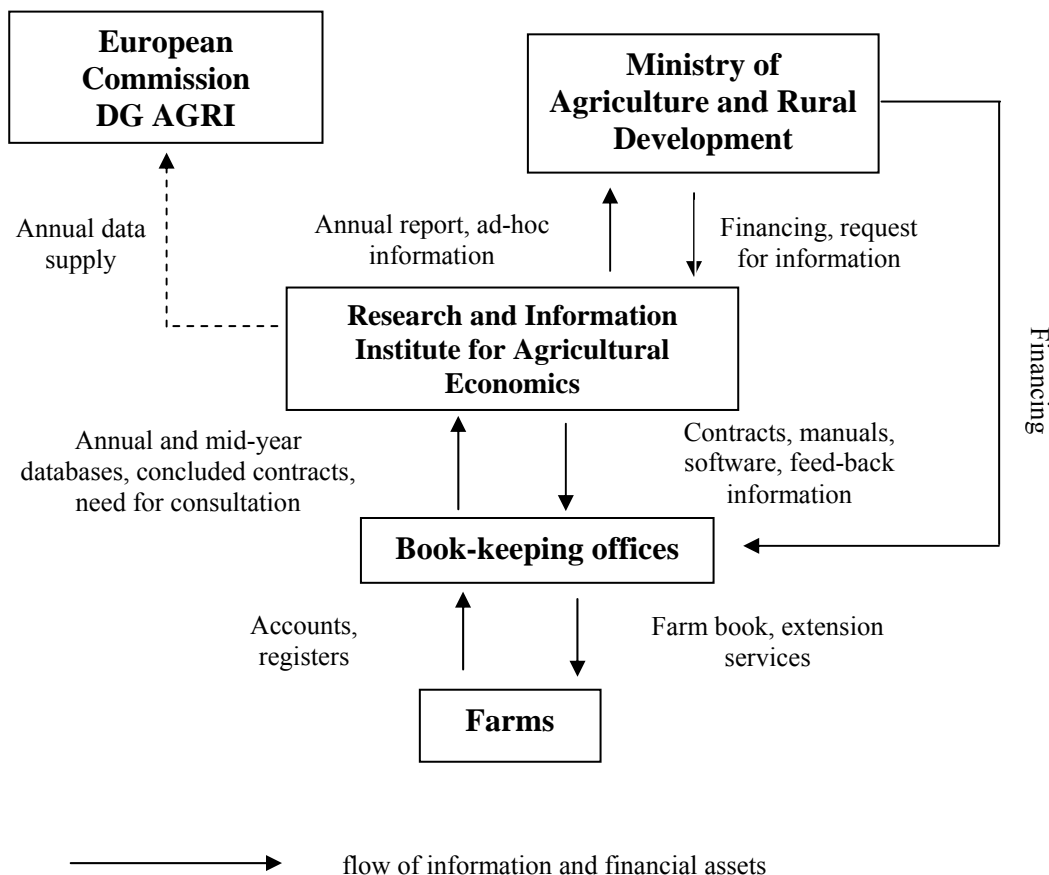 European
Commission
DG AGRI
Ministry of
Agriculture and Rural
Development
Annual data
supply
Annual report, ad-hoc
information
Financing, request
for information
Research and Information
Institute for Agricultural
Economics
Financing
Annual and mid-year
databases, concluded contracts,
need for consultation
Contracts, manuals,
software, feed-back
information
Book-keeping offices
Accounts,
registers
Farm book, extension
services
Farms
flow of information and financial assets